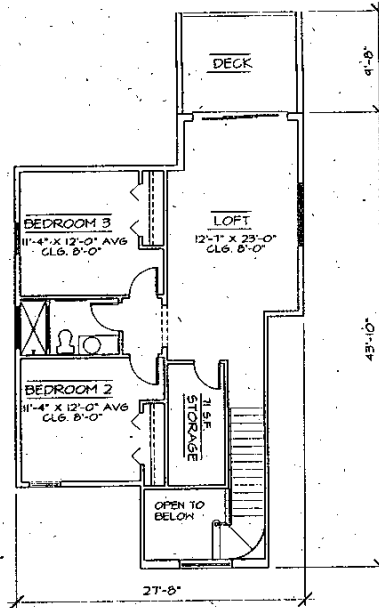 DECK
9'-8"
BEDROOM 3
11'-4" X 12'-0" AVG
CLG. 8'-0"
LOFT
12'-7" X 23'-0"
CLG. 8'-0"
43'-10"
BEDROOM 2
11'-4" X 12'-0" AVG
CLG. 8'-0"
71 S.F.
STORAGE
OPEN TO
BELOW
27'-8"